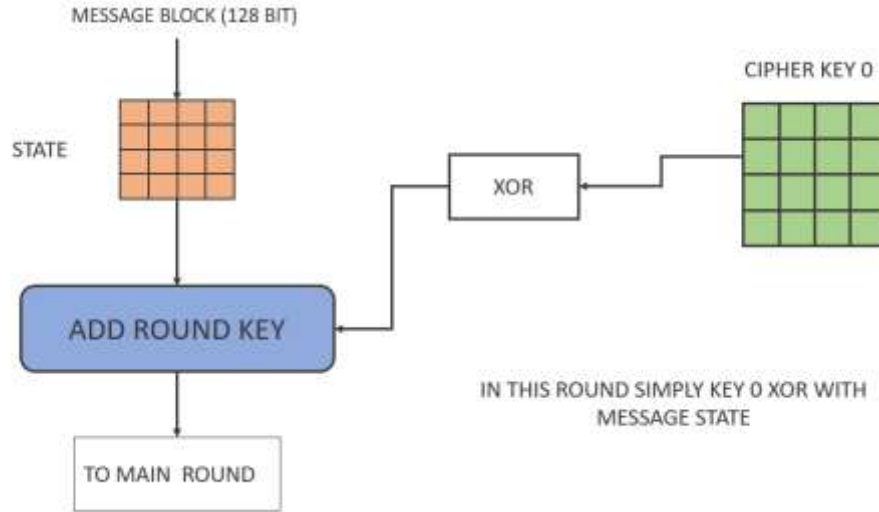 MESSAGE BLOCK (128 BIT)
CIPHER KEY 0
STATE
XOR
ADD ROUND KEY
IN THIS ROUND SIMPLY KEY 0 XOR WITH
MESSAGE STATE
TO MAIN ROUND